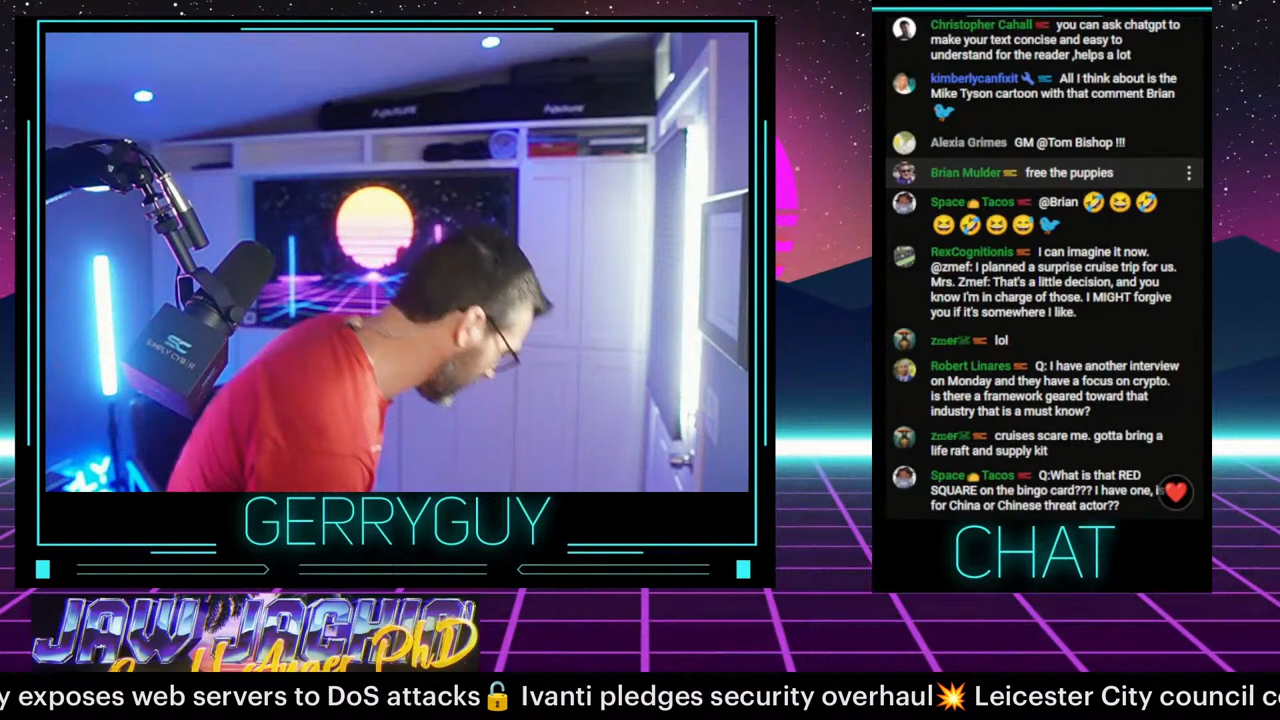 SIMPLY CYBER
GERRYGUY
JAW JACKIN'
PhD
Christopher Cahall you can ask chatgpt to
make your text concise and easy to
understand for the reader ,helps a lot
kimberlycanfixit 🔧 All I think about is the
Mike Tyson cartoon with that comment Brian
🐦
Alexia Grimes GM @Tom Bishop !!!
Brian Mulder free the puppies
Space 🌮 Tacos @Brian 🤣😆🤣
😆🤣😆😅🐦
RexCognitionis I can imagine it now.
@zmef: I planned a surprise cruise trip for us.
Mrs. Zmef: That's a little decision, and you
know I'm in charge of those. I MIGHT forgive
you if it's somewhere I like.
zmef lol
Robert Linares Q: I have another interview
on Monday and they have a focus on crypto.
is there a framework geared toward that
industry that is a must know?
zmef cruises scare me. gotta bring a
life raft and supply kit
Space 🌮 Tacos Q:What is that RED
SQUARE on the bingo card??? I have one,
for China or Chinese threat actor??
CHAT
y exposes web servers to DoS attacks🔓 Ivanti pledges security overhaul💥 Leicester City council c